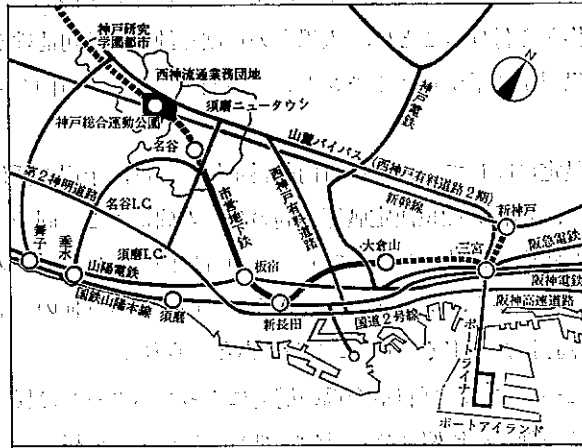 神戸研究
学園都市
西神流通業務団地
須磨ニュータウン
神戸総合運動公園
名谷
神戸電鉄
N
山麓バイパス(西神戸有料道路2期)
新幹線
新神戸
第2神明道路
名谷I.C.
市営地下鉄
西神戸有料道路
大倉山
三宮
阪急電鉄
舞子
垂水
須磨I.C.
山陽電鉄
板宿
阪神電鉄
国鉄山陽本線
須磨
新長田
国道2号線
阪神高速道路
ポートライナー
ポートアイランド